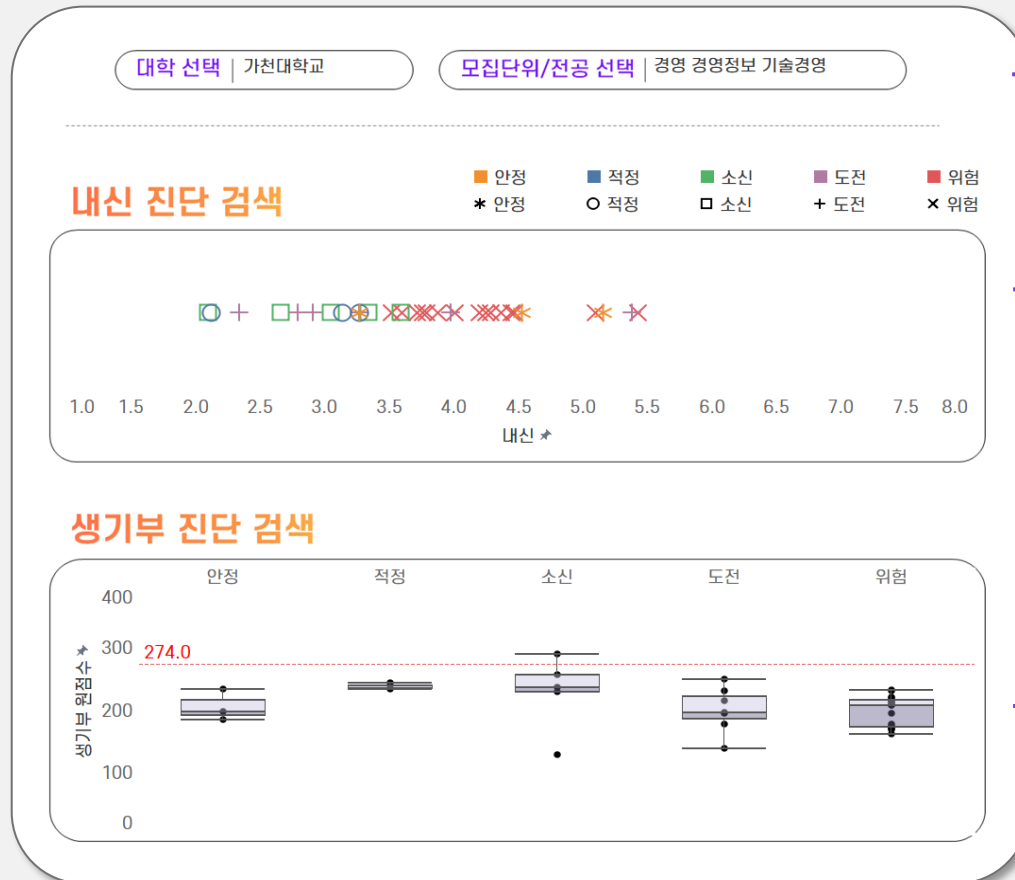 대학 선택 | 가천대학교
모집단위/전공 선택 | 경영 경영정보 기술경영
내신 진단 검색
안정 적정 소신 도전 위험
안정 적정 소신 도전 위험
1.0 1.5 2.0 2.5 3.0 3.5 4.0 4.5 5.0 5.5 6.0 6.5 7.0 7.5 8.0
내신
생기부 진단 검색
안정 적정 소신 도전 위험
생기부 원점수
400
300
274.0
200
100
0